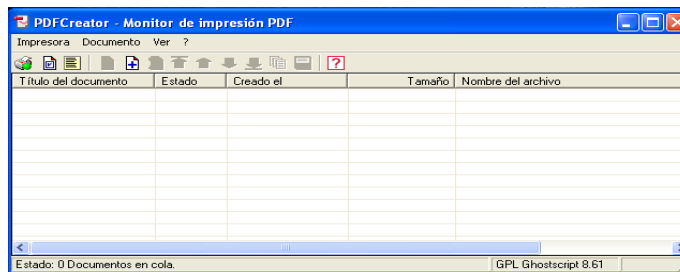 PDFCreator - Monitor de impresión PDF
Impresora Documento Ver ?
?
Título del documento Estado Creado el Tamaño Nombre del archivo
Estado: 0 Documentos en cola. GPL Ghostscript 8.61